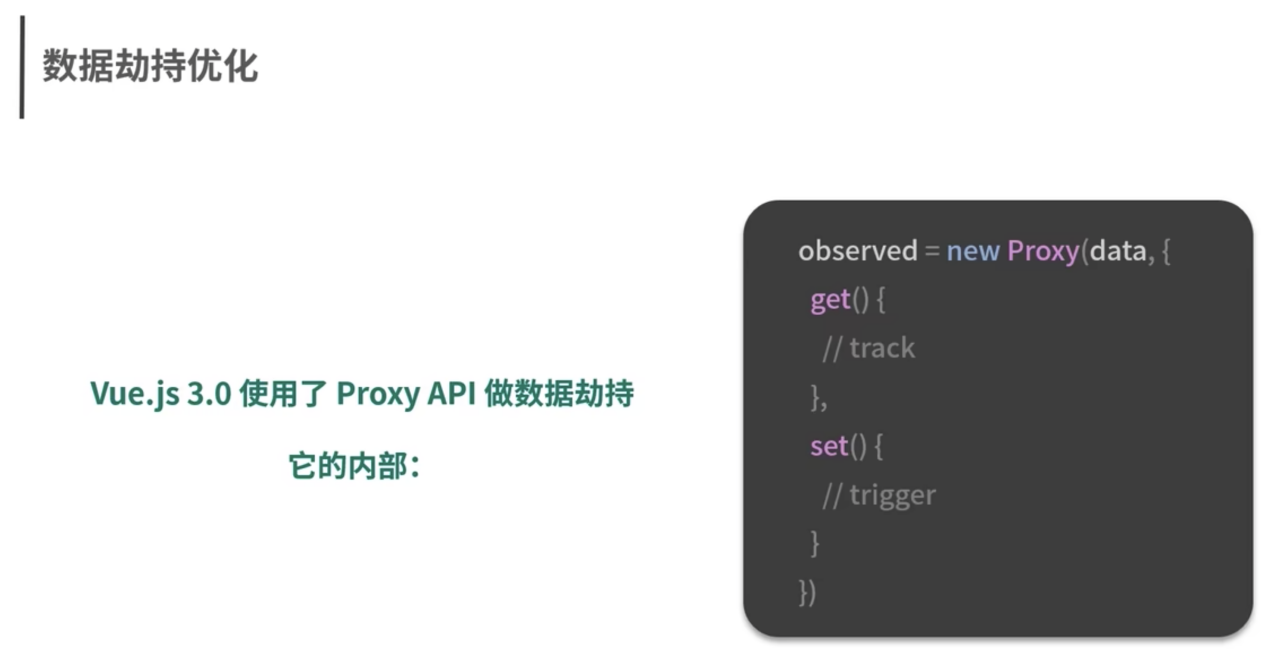 数据劫持优化
Vue.js 3.0 使用了 Proxy API 做数据劫持
它的内部：
observed = new Proxy(data, {
  get() {
    // track
  },
  set() {
    // trigger
  }
})